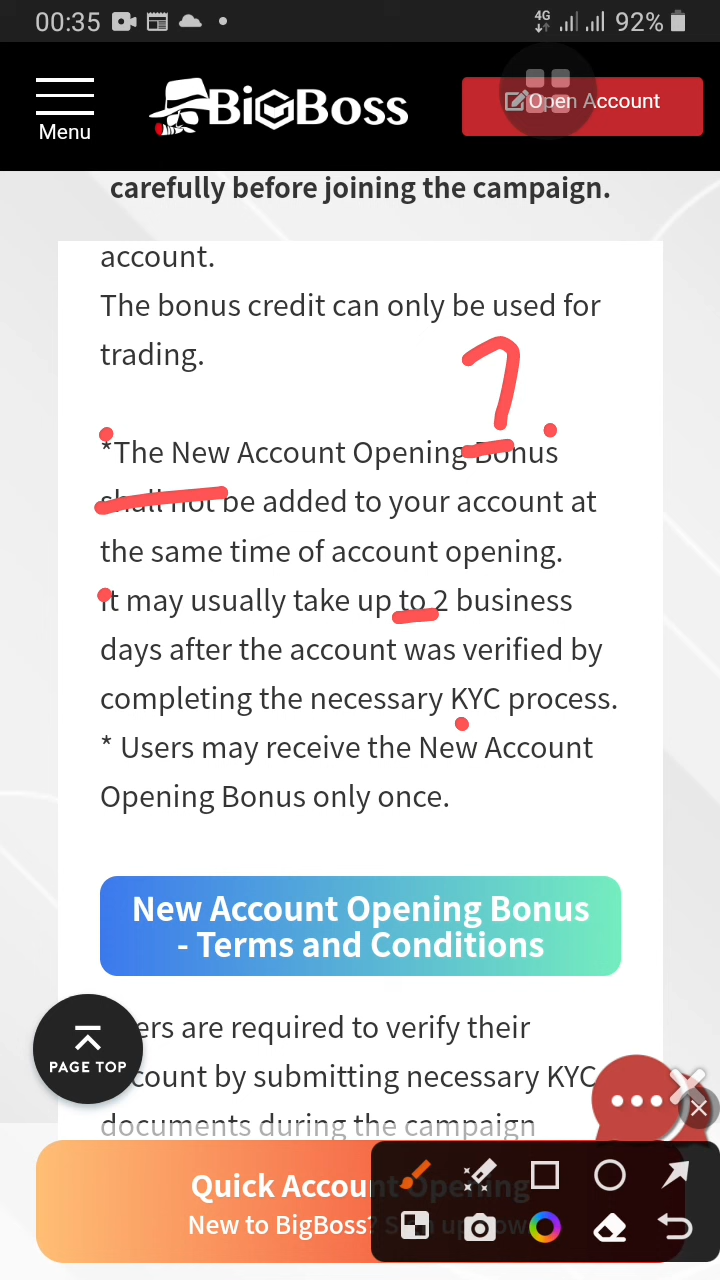 00:35
4G
92%
Menu
BigBoss
Open Account
carefully before joining the campaign.
account.
The bonus credit can only be used for
trading.
?
*The New Account Opening Bonus
shall not be added to your account at
the same time of account opening.
It may usually take up to 2 business
days after the account was verified by
completing the necessary KYC process.
* Users may receive the New Account
Opening Bonus only once.
New Account Opening Bonus
- Terms and Conditions
ers are required to verify their
count by submitting necessary KYC
documents during the campaign
PAGE TOP
Quick Account Opening
New to BigBoss? Sign up now